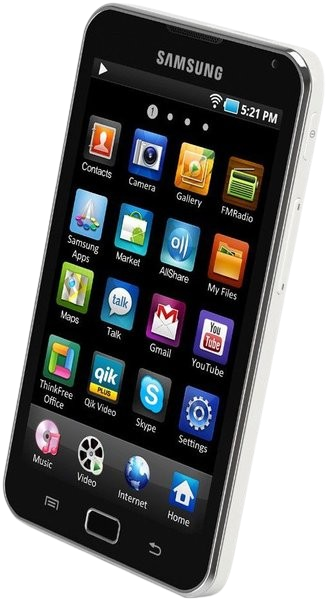 SAMSUNG
5:21 PM
1
Contacts Camera Gallery FMRadio
Samsung Apps Market AllShare My Files
Maps talk Talk Gmail You Tube YouTube
ThinkFree Office qik PLUS Qik Video S Skype Settings
Music Video Internet Home